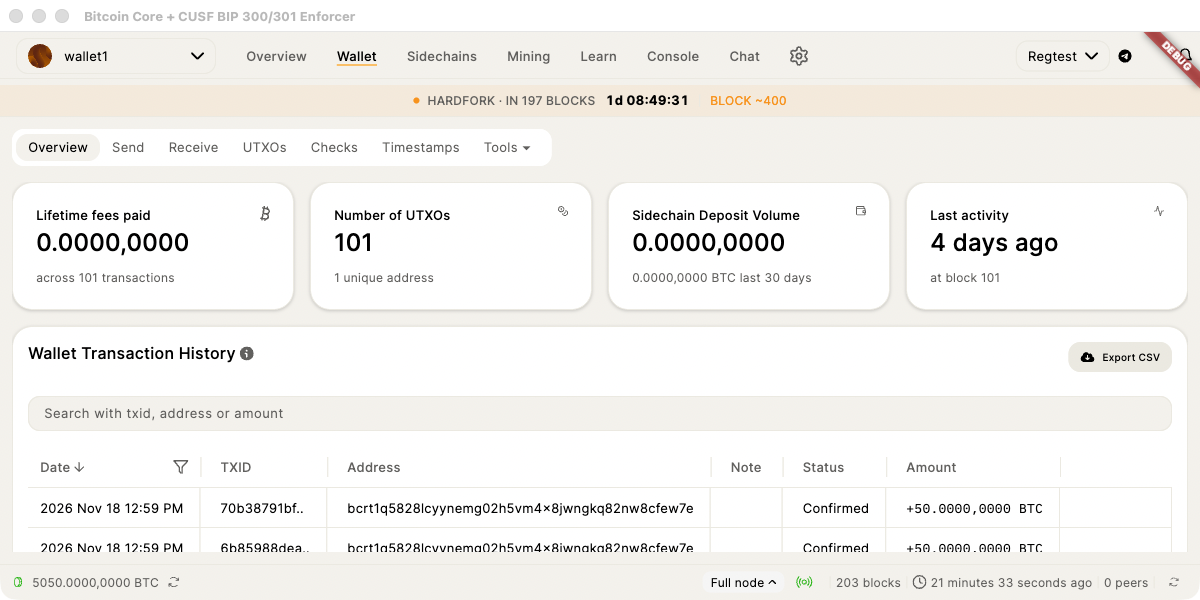 Bitcoin Core + CUSF BIP 300/301 Enforcer
wallet1 Overview Wallet Sidechains Mining Learn Console Chat Regtest DEBUG
HARDFORK · IN 197 BLOCKS 1d 08:49:31 BLOCK ~400
Overview Send Receive UTXOs Checks Timestamps Tools
Lifetime fees paid
0.0000,0000
across 101 transactions
Number of UTXOs
101
1 unique address
Sidechain Deposit Volume
0.0000,0000
0.0000,0000 BTC last 30 days
Last activity
4 days ago
at block 101
Wallet Transaction History
Export CSV
Search with txid, address or amount
Date TXID Address Note Status Amount
2026 Nov 18 12:59 PM 70b38791bf.. bcrt1q5828lcyynemg02h5vm4x8jwngkq82nw8cfew7e Confirmed +50.0000,0000 BTC
2026 Nov 18 12:59 PM 6b85988dea.. bcrt1q5828lcyynemg02h5vm4x8jwngkq82nw8cfew7e Confirmed +50.0000,0000 BTC
5050.0000,0000 BTC Full node 203 blocks 21 minutes 33 seconds ago 0 peers